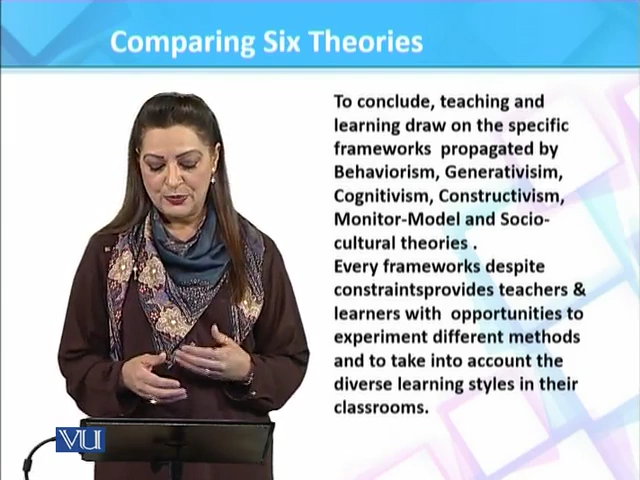 Comparing Six Theories
To conclude, teaching and
learning draw on the specific
frameworks propagated by
Behaviorism, Generativisim,
Cognitivism, Constructivism,
Monitor-Model and Socio-
cultural theories .
Every frameworks despite
constraintsprovides teachers &
learners with opportunities to
experiment different methods
and to take into account the
diverse learning styles in their
classrooms.
VU